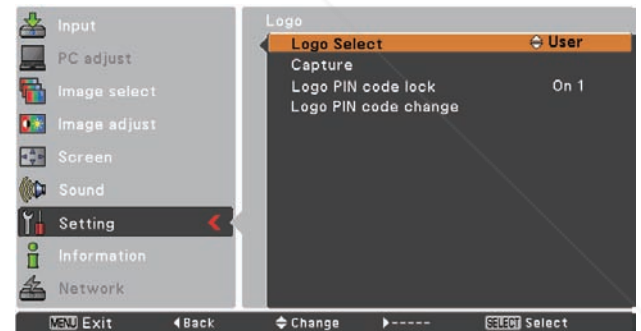 Input
PC adjust
Image select
Image adjust
Screen
Sound
Setting
Information
Network
Logo
Logo Select User
Capture
Logo PIN code lock On 1
Logo PIN code change
MENU Exit Back Change ----- SELECT Select